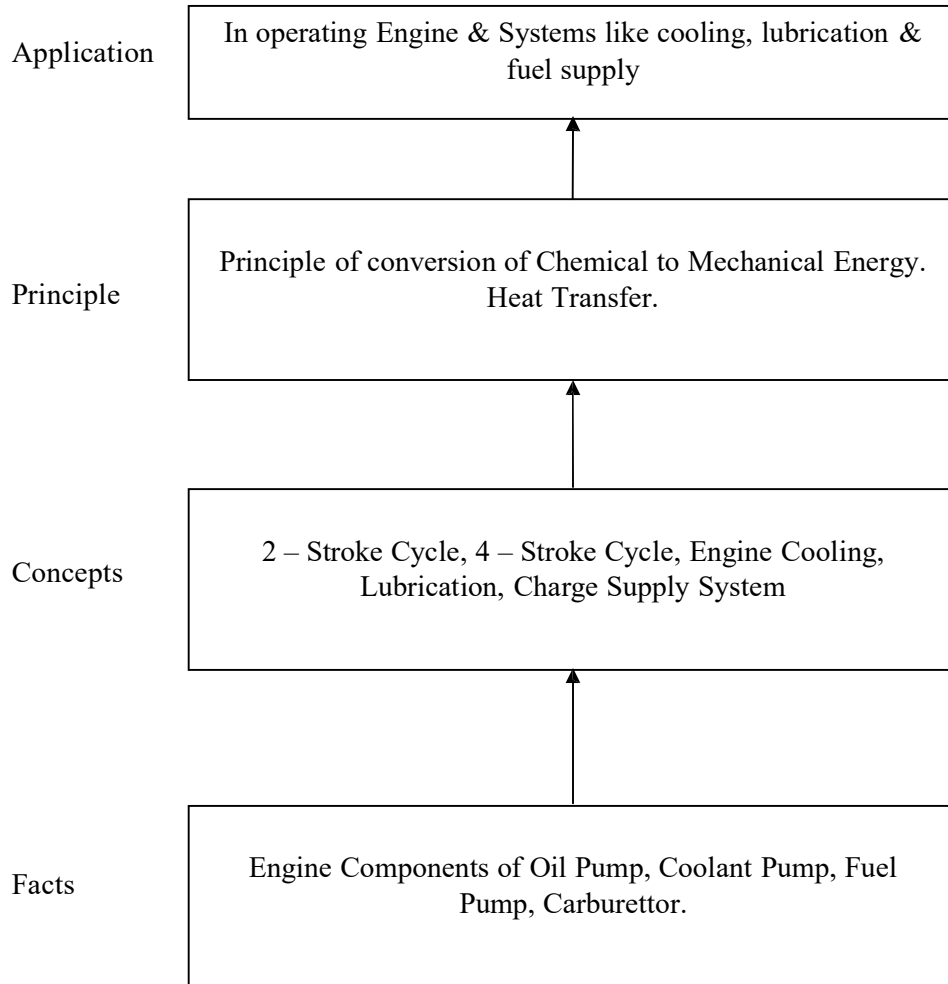 Application
In operating Engine & Systems like cooling, lubrication &
fuel supply
Principle
Principle of conversion of Chemical to Mechanical Energy.
Heat Transfer.
Concepts
2 – Stroke Cycle, 4 – Stroke Cycle, Engine Cooling,
Lubrication, Charge Supply System
Facts
Engine Components of Oil Pump, Coolant Pump, Fuel
Pump, Carburettor.